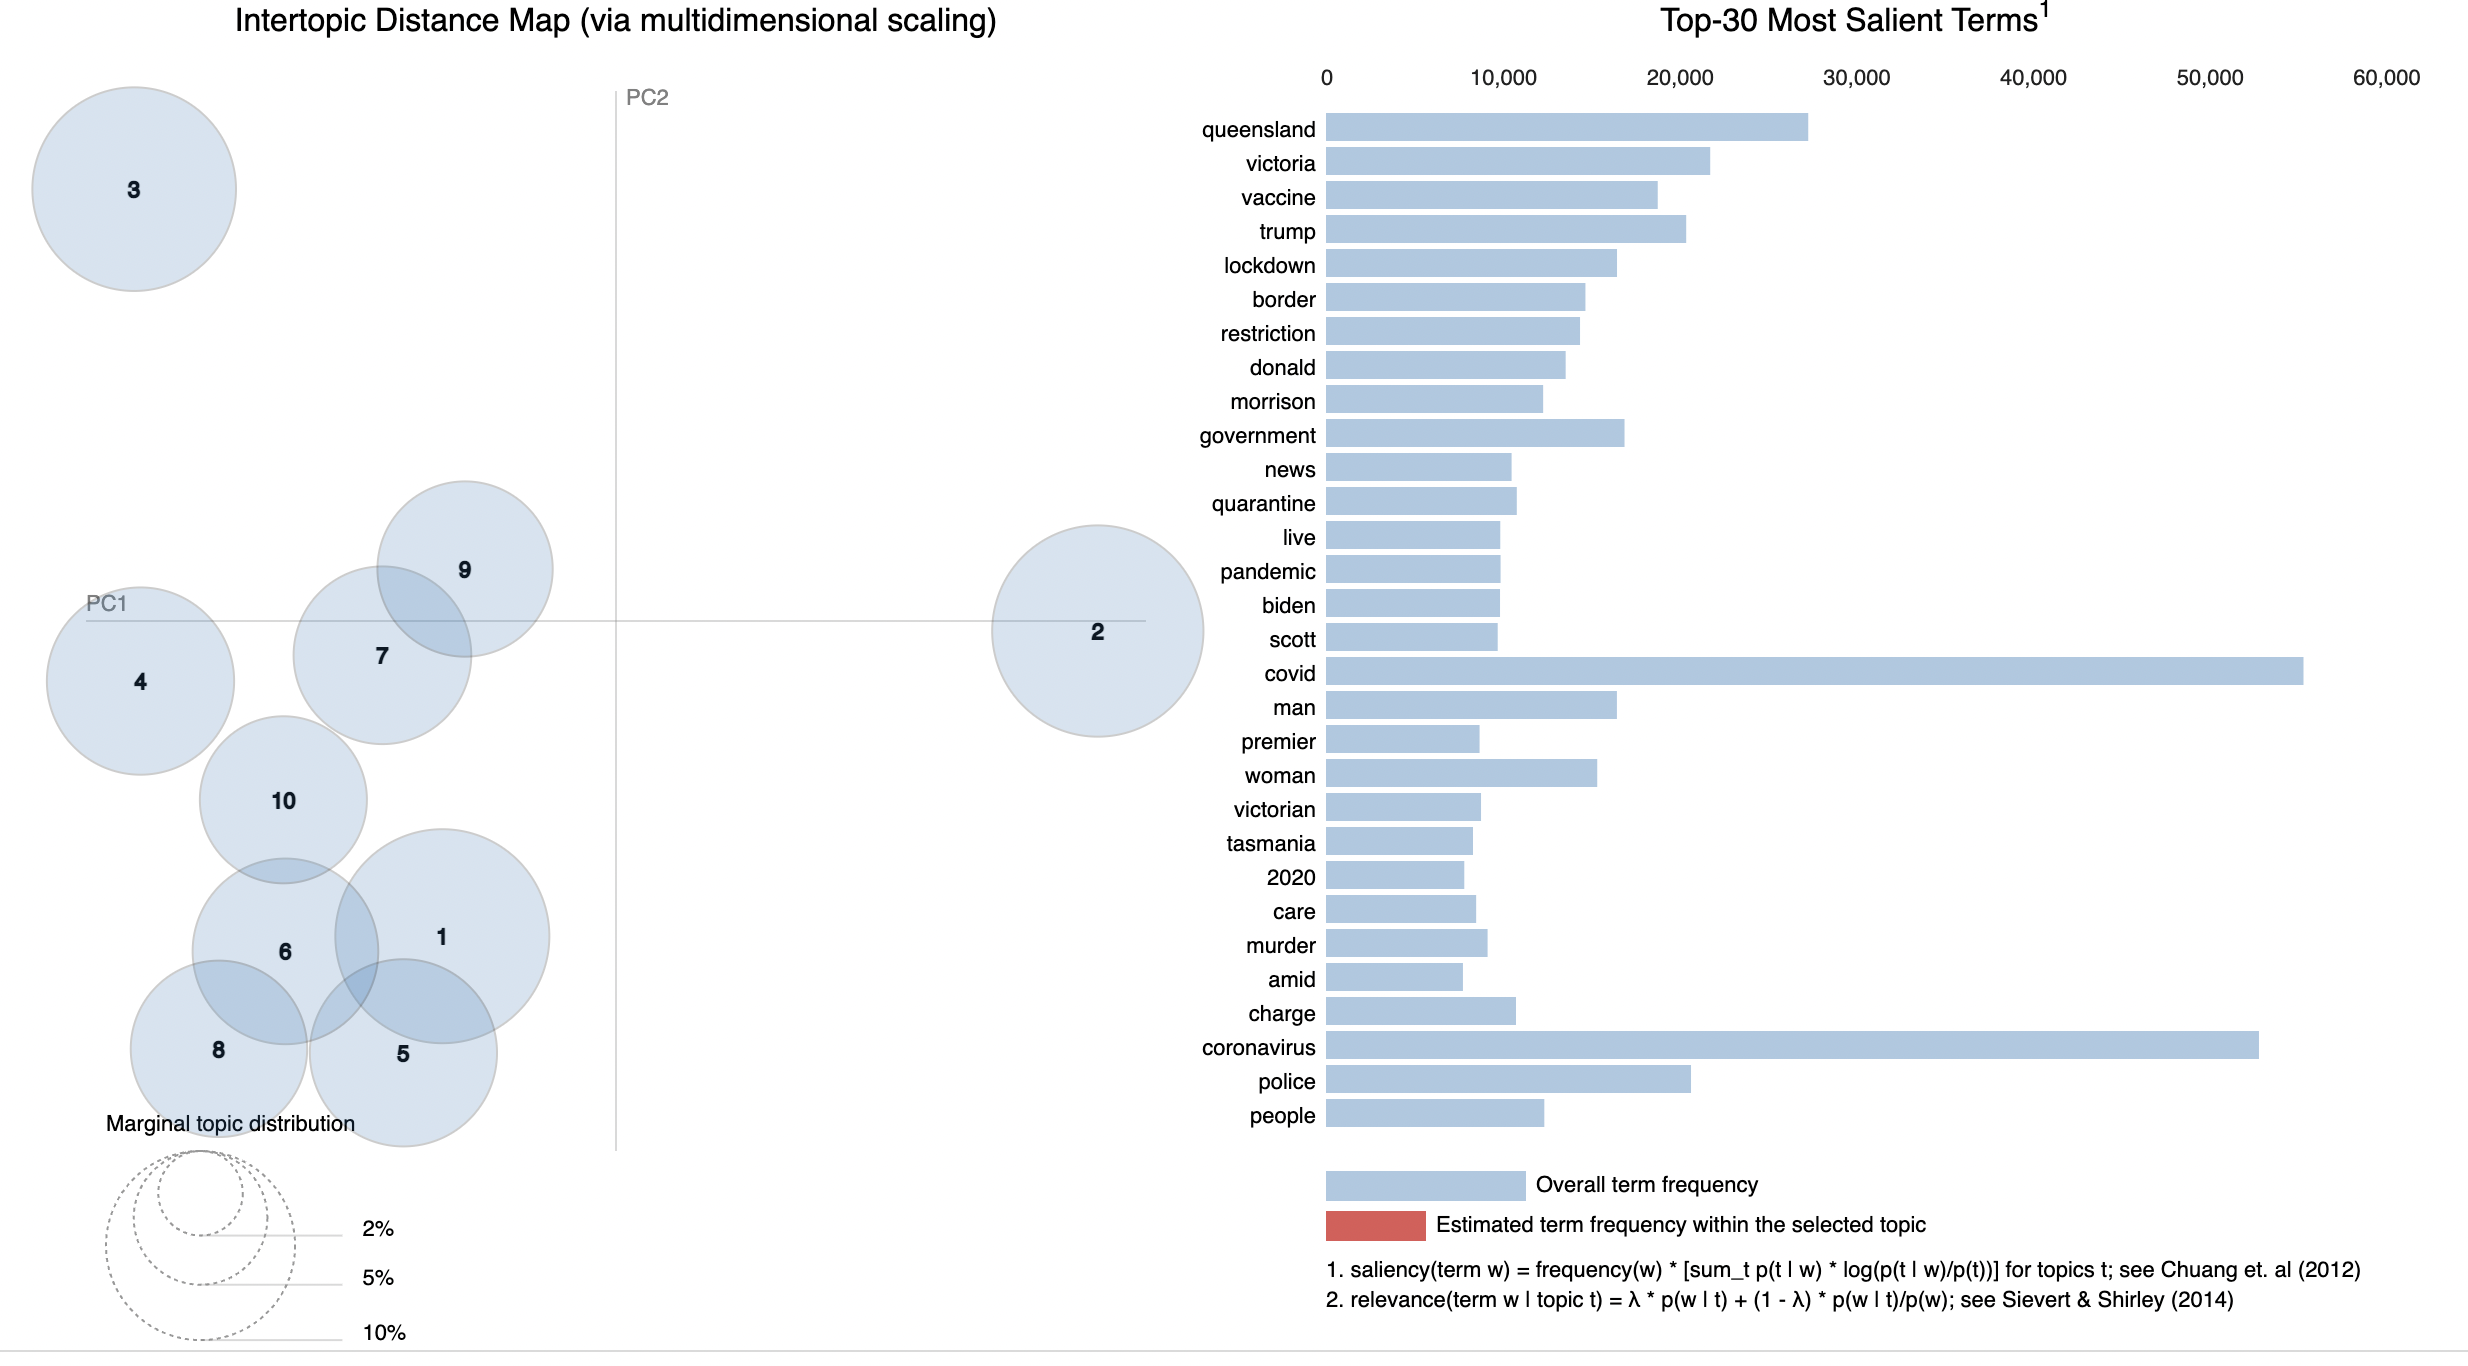 Intertopic Distance Map (via multidimensional scaling)
PC2
PC1
3
9
7
4
2
10
6
1
8
5
Marginal topic distribution
2%
5%
10%
Top-30 Most Salient Terms1
0 10,000 20,000 30,000 40,000 50,000 60,000
queensland
victoria
vaccine
trump
lockdown
border
restriction
donald
morrison
government
news
quarantine
live
pandemic
biden
scott
covid
man
premier
woman
victorian
tasmania
2020
care
murder
amid
charge
coronavirus
police
people
Overall term frequency
Estimated term frequency within the selected topic
1. saliency(term w) = frequency(w) * [sum_t p(t | w) * log(p(t | w)/p(t))] for topics t; see Chuang et. al (2012)
2. relevance(term w | topic t) = λ * p(w | t) + (1 - λ) * p(w | t)/p(w); see Sievert & Shirley (2014)